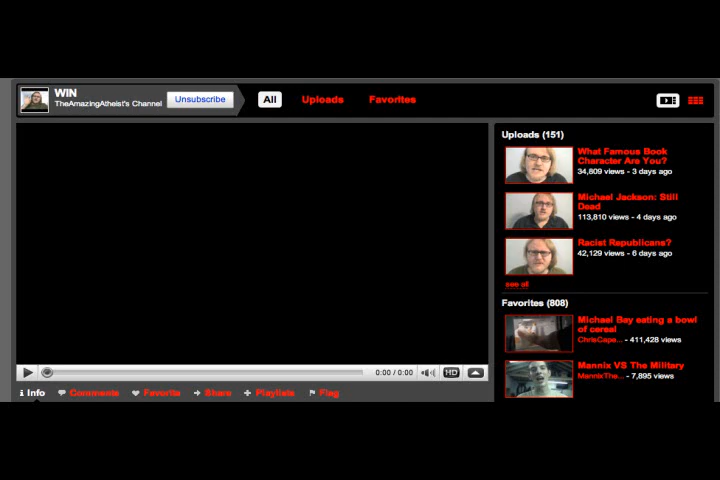 WIN
TheAmazingAtheist's Channel
Unsubscribe
All
Uploads
Favorites
Uploads (151)
What Famous Book
Character Are You?
34,809 views - 3 days ago
Michael Jackson: Still
Dead
113,810 views - 4 days ago
Racist Republicans?
42,129 views - 6 days ago
see all
Favorites (808)
Michael Bay eating a bowl
of cereal
ChrisCape... - 411,428 views
Mannix VS The Military
MannixThe... - 7,895 views
0:00 / 0:00
HD
Info
Comments
Favorite
Share
Playlists
Flag